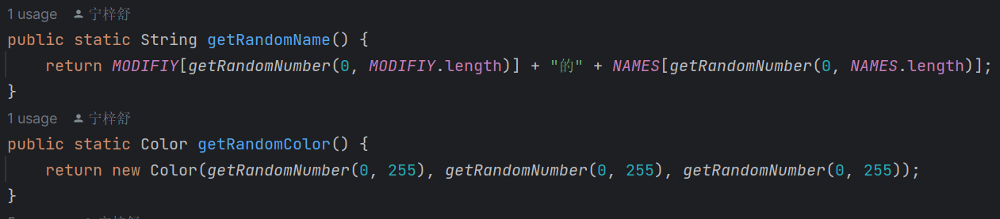 1 usage 宁梓舒
public static String getRandomName() {
    return MODIFIY[getRandomNumber(0, MODIFIY.length)] + "的" + NAMES[getRandomNumber(0, NAMES.length)];
}
1 usage 宁梓舒
public static Color getRandomColor() {
    return new Color(getRandomNumber(0, 255), getRandomNumber(0, 255), getRandomNumber(0, 255));
}